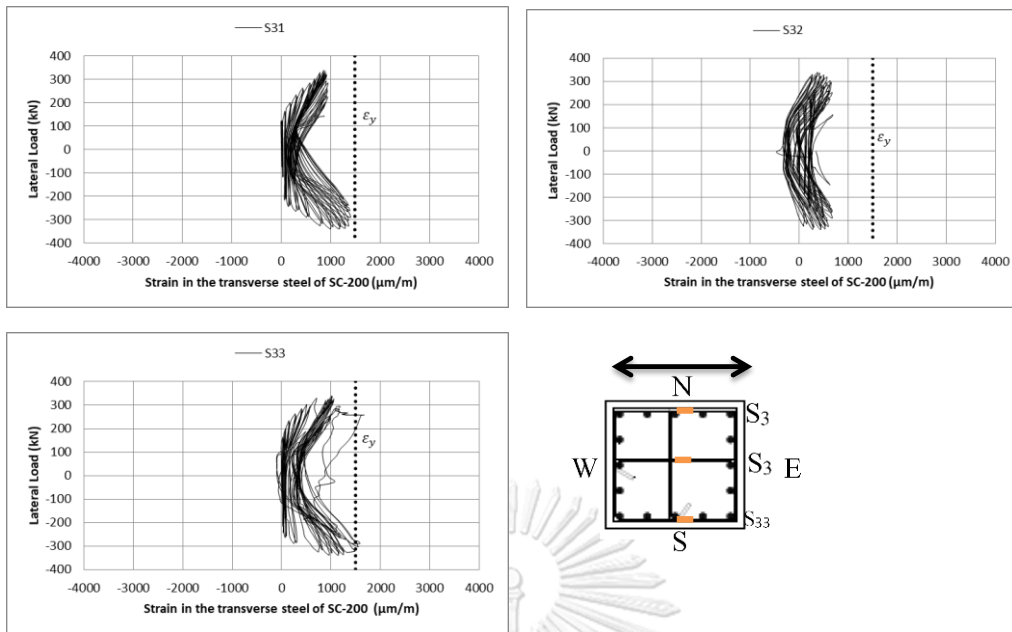 S31
400
300
200
100
0
-100
-200
-300
-400
Lateral Load (kN)
εy
-4000 -3000 -2000 -1000 0 1000 2000 3000 4000
Strain in the transverse steel of SC-200 (μm/m)
S32
400
300
200
100
0
-100
-200
-300
-400
Lateral Load (kN)
εy
-4000 -3000 -2000 -1000 0 1000 2000 3000 4000
Strain in the transverse steel of SC-200 (μm/m)
S33
400
300
200
100
0
-100
-200
-300
-400
Lateral Load (kN)
εy
-4000 -3000 -2000 -1000 0 1000 2000 3000 4000
Strain in the transverse steel of SC-200 (μm/m)
N
S3
W S3 E
S33
S